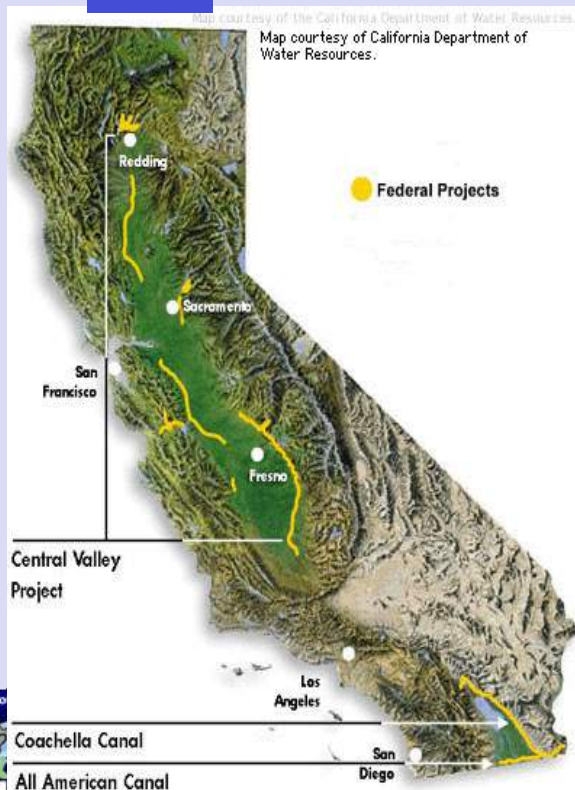 Map courtesy of the California Department of Water Resources.
Map courtesy of California Department of
Water Resources.
Redding
Federal Projects
Sacramento
San
Francisco
Fresno
Central Valley
Project
Los
Angeles
Coachella Canal
San
Diego
All American Canal